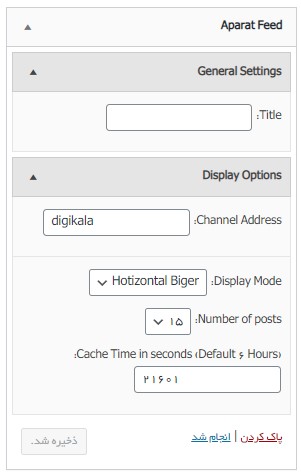 Aparat Feed
General Settings
Title:
Display Options
Channel Address: digikala
Display Mode: Hotizontal Biger
Number of posts: ۱۵
Cache Time in seconds (Default ۶ Hours):
۲۱۶۰۱
پاک کردن | انجام شد ذخیره شد.